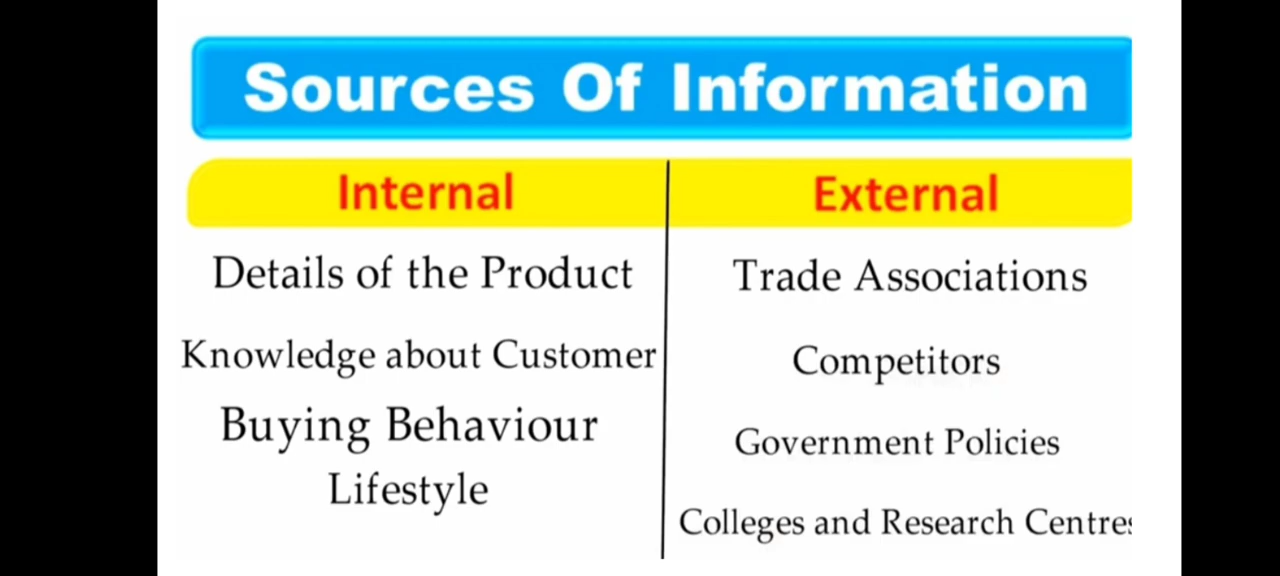 Sources Of Information
Internal
External
Details of the Product
Knowledge about Customer
Buying Behaviour
Lifestyle
Trade Associations
Competitors
Government Policies
Colleges and Research Centres